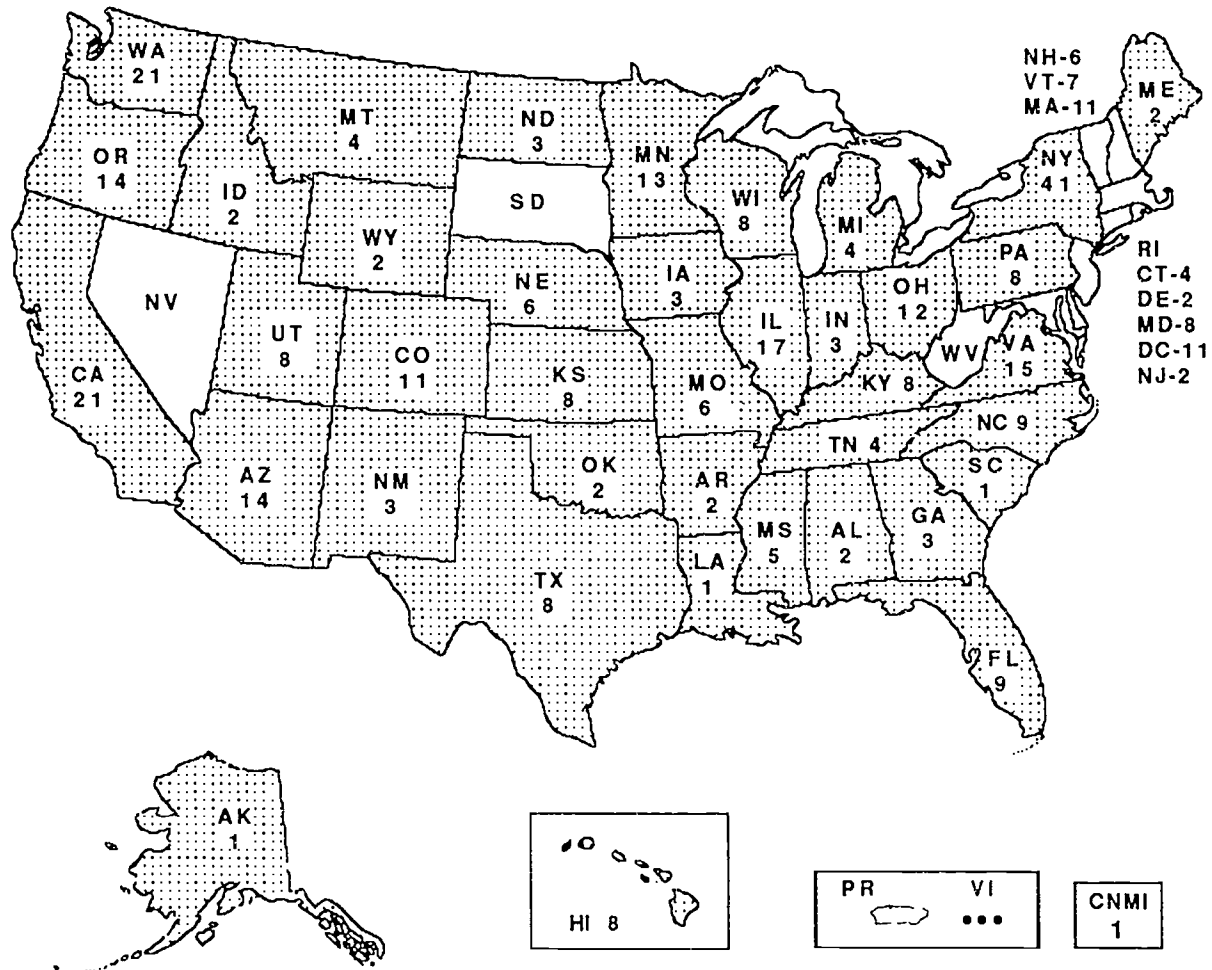 WA
21
NH-6
VT-7
MA-11
ME
2
MT
4
ND
3
MN
13
OR
14
ID
2
SD
WI
8
MI
4
NY
41
WY
2
NV
NE
6
IA
3
PA
8
RI
CT-4
DE-2
MD-8
DC-11
NJ-2
UT
8
CO
11
IL
17
IN
3
OH
12
WV
VA
15
CA
21
KS
8
MO
6
KY 8
AZ
14
NM
3
OK
2
AR
2
TN 4
NC 9
SC
1
MS
5
AL
2
GA
3
LA
1
TX
8
FL
9
AK
1
HI 8
PR
VI
CNMI
1